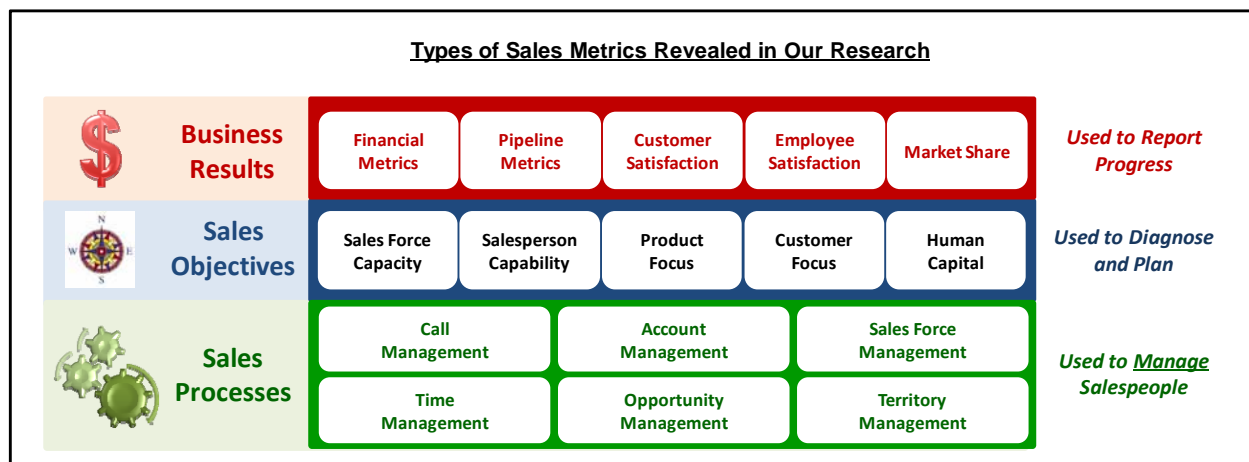 Types of Sales Metrics Revealed in Our Research
$
Business
Results
Financial
Metrics
Pipeline
Metrics
Customer
Satisfaction
Employee
Satisfaction
Market Share
Used to Report
Progress
N
W
E
S
Sales
Objectives
Sales Force
Capacity
Salesperson
Capability
Product
Focus
Customer
Focus
Human
Capital
Used to Diagnose
and Plan
Sales
Processes
Call
Management
Account
Management
Sales Force
Management
Time
Management
Opportunity
Management
Territory
Management
Used to Manage
Salespeople